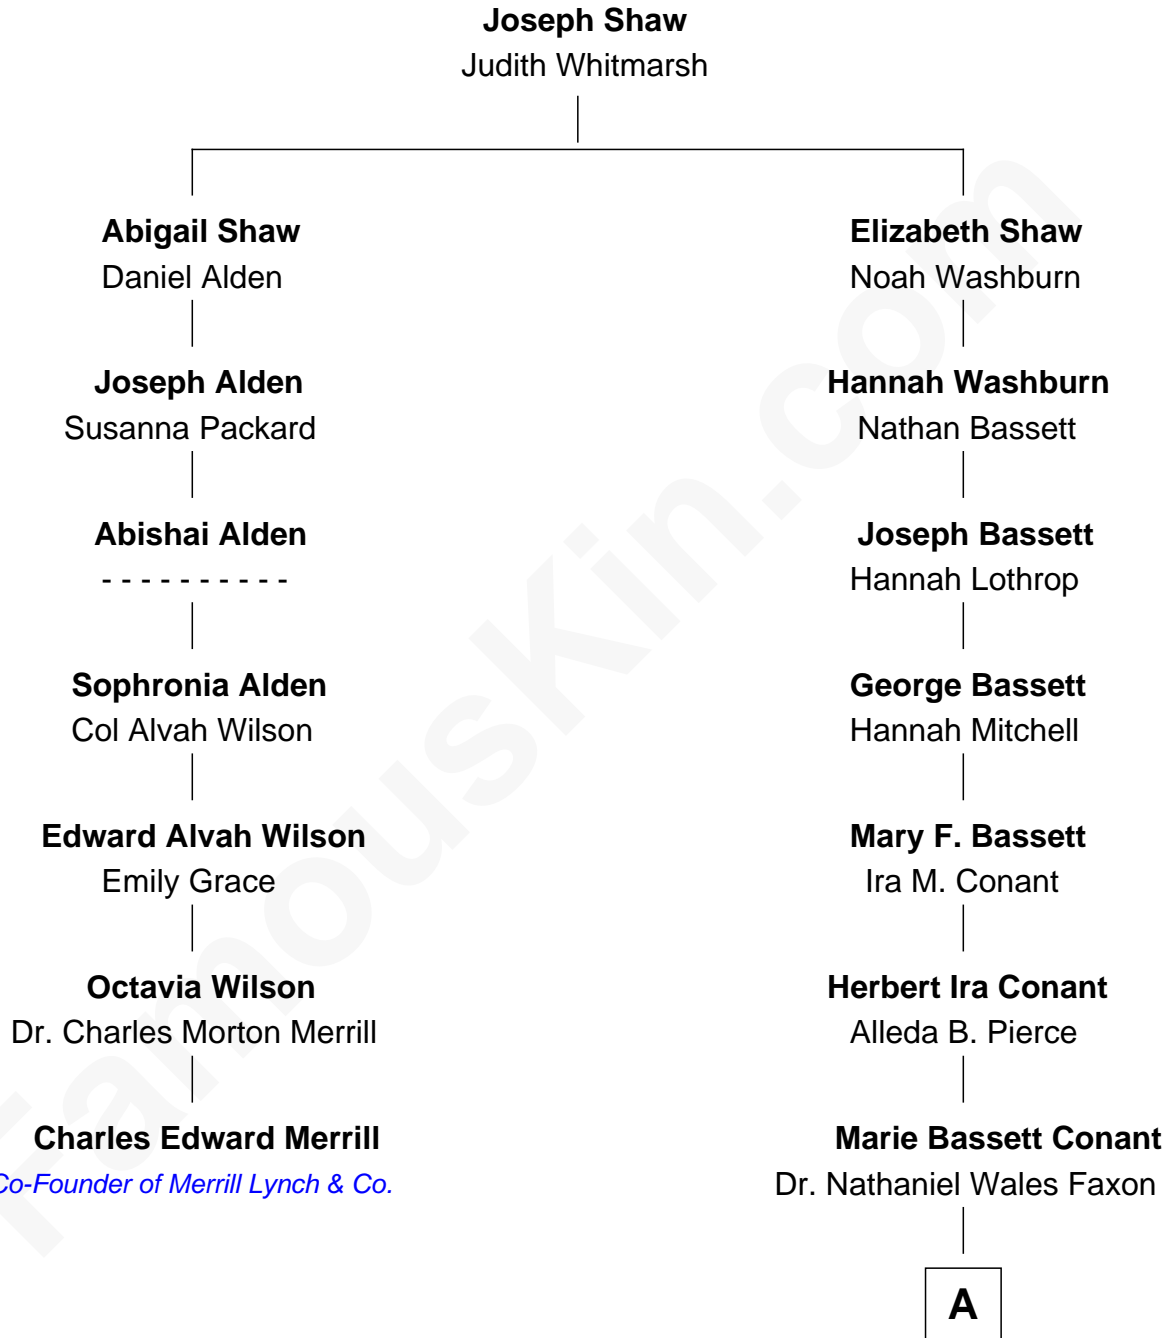 Joseph Shaw
Judith Whitmarsh
Abigail Shaw
Daniel Alden
Elizabeth Shaw
Noah Washburn
Joseph Alden
Susanna Packard
Hannah Washburn
Nathan Bassett
Abishai Alden
- - - - - - - - - -
Joseph Bassett
Hannah Lothrop
Sophronia Alden
Col Alvah Wilson
George Bassett
Hannah Mitchell
Edward Alvah Wilson
Emily Grace
Mary F. Bassett
Ira M. Conant
Octavia Wilson
Dr. Charles Morton Merrill
Herbert Ira Conant
Alleda B. Pierce
Charles Edward Merrill
Co-Founder of Merrill Lynch & Co.
Marie Bassett Conant
Dr. Nathaniel Wales Faxon
A
FamousKin.com